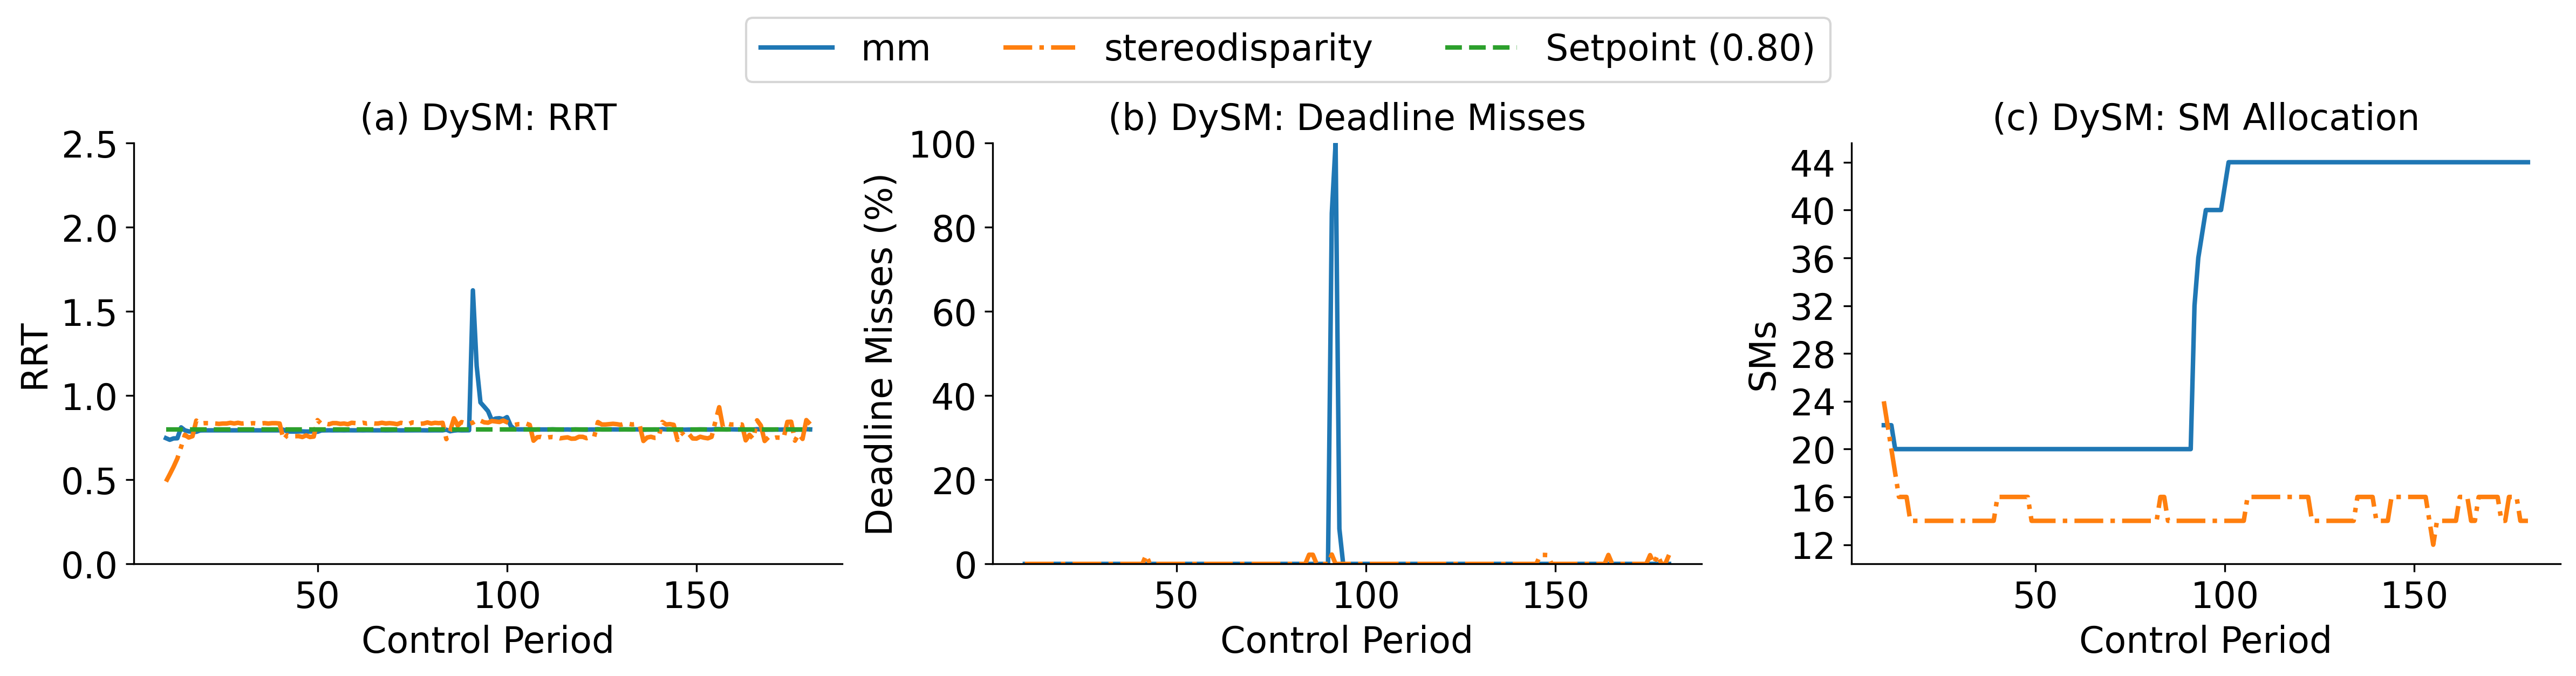 mm stereodisparity Setpoint (0.80)
(a) DySM: RRT
2.5
2.0
1.5
1.0
0.5
0.0
RRT
50 100 150
Control Period
(b) DySM: Deadline Misses
100
80
60
40
20
0
Deadline Misses (%)
50 100 150
Control Period
(c) DySM: SM Allocation
44
40
36
32
28
24
20
16
12
SMs
50 100 150
Control Period